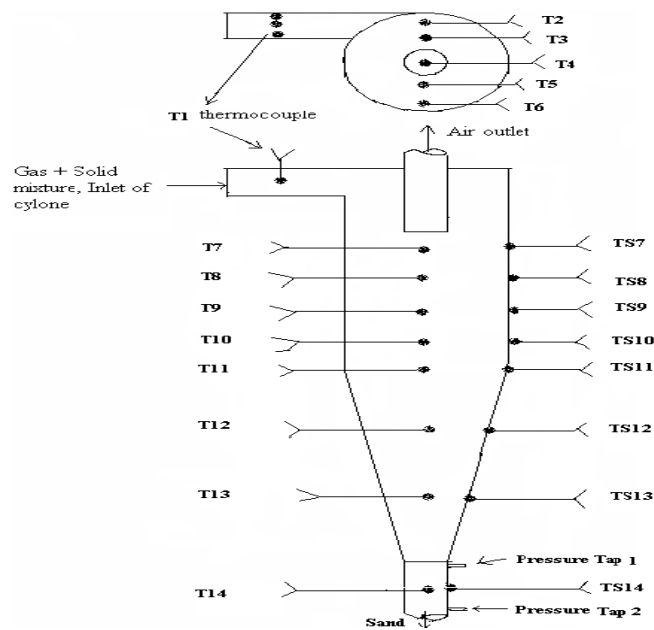 T2
T3
T4
T5
T6
T1 thermocouple
Air outlet
Gas + Solid
mixture, Inlet of
cylone
T7
TS7
T8
TS8
T9
TS9
T10
TS10
T11
TS11
T12
TS12
T13
TS13
Pressure Tap 1
T14
TS14
Pressure Tap 2
Sand